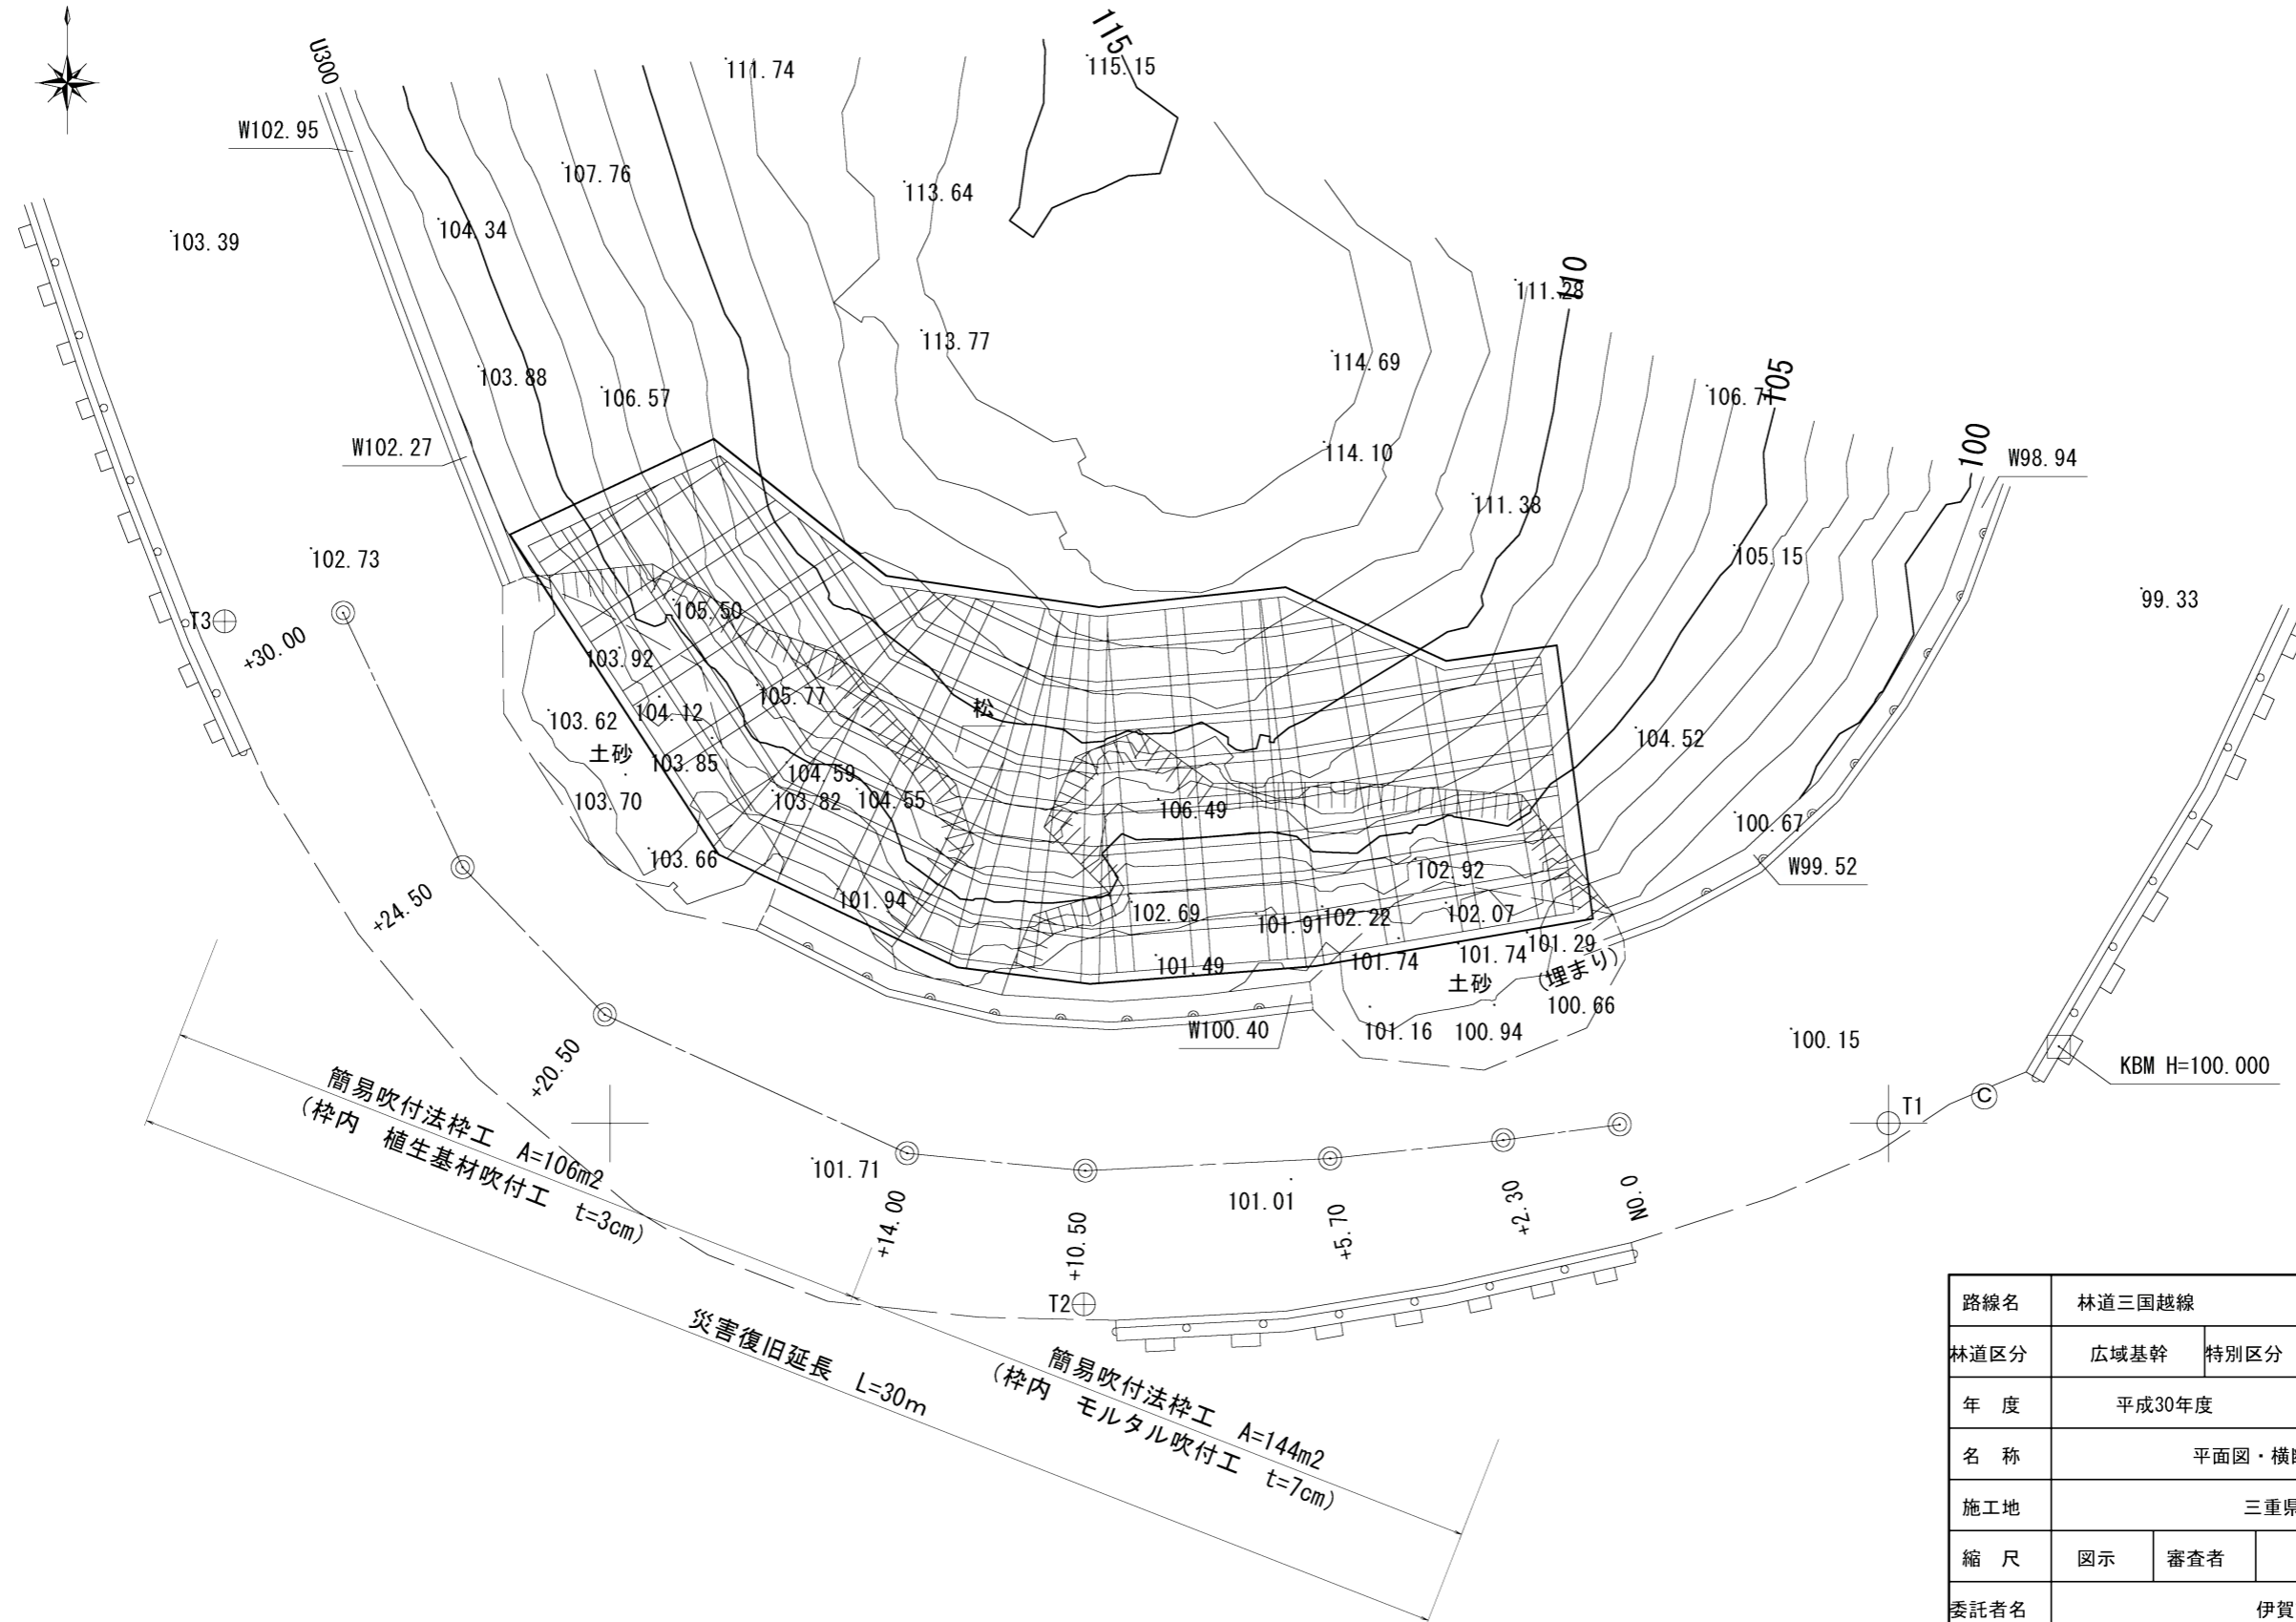 U300
115
111.74
115.15
W102.95
107.76
113.64
104.34
103.39
110
111.28
113.77
114.69
103.88
106.57
105
W102.27
114.10
100
W98.94
111.38
102.73
105.15
99.33
T3
105.50
+30.00
103.92
105.77
松
103.62
104.12
104.52
土砂
103.85
104.59
103.70
103.82
104.55
106.49
100.67
103.66
102.92
W99.52
+24.50
101.94
102.69
101.91
102.22
102.07
101.49
101.74
101.74
101.29
土砂
(埋まり)
100.66
W100.40
101.16
100.94
100.15
+20.50
KBM H=100.000
T1
C
簡易吹付法枠工 A=106m2
(枠内 植生基材吹付工 t=3cm)
101.71
+14.00
+10.50
101.01
+5.70
+2.30
NO.0
T2
災害復旧延長 L=30m
簡易吹付法枠工 A=144m2
(枠内 モルタル吹付工 t=7cm)
路線名 林道三国越線
林道区分 広域基幹 特別区分
年 度 平成30年度
名 称 平面図・横
施工地 三重県
縮 尺 図示 審査者
委託者名 伊賀